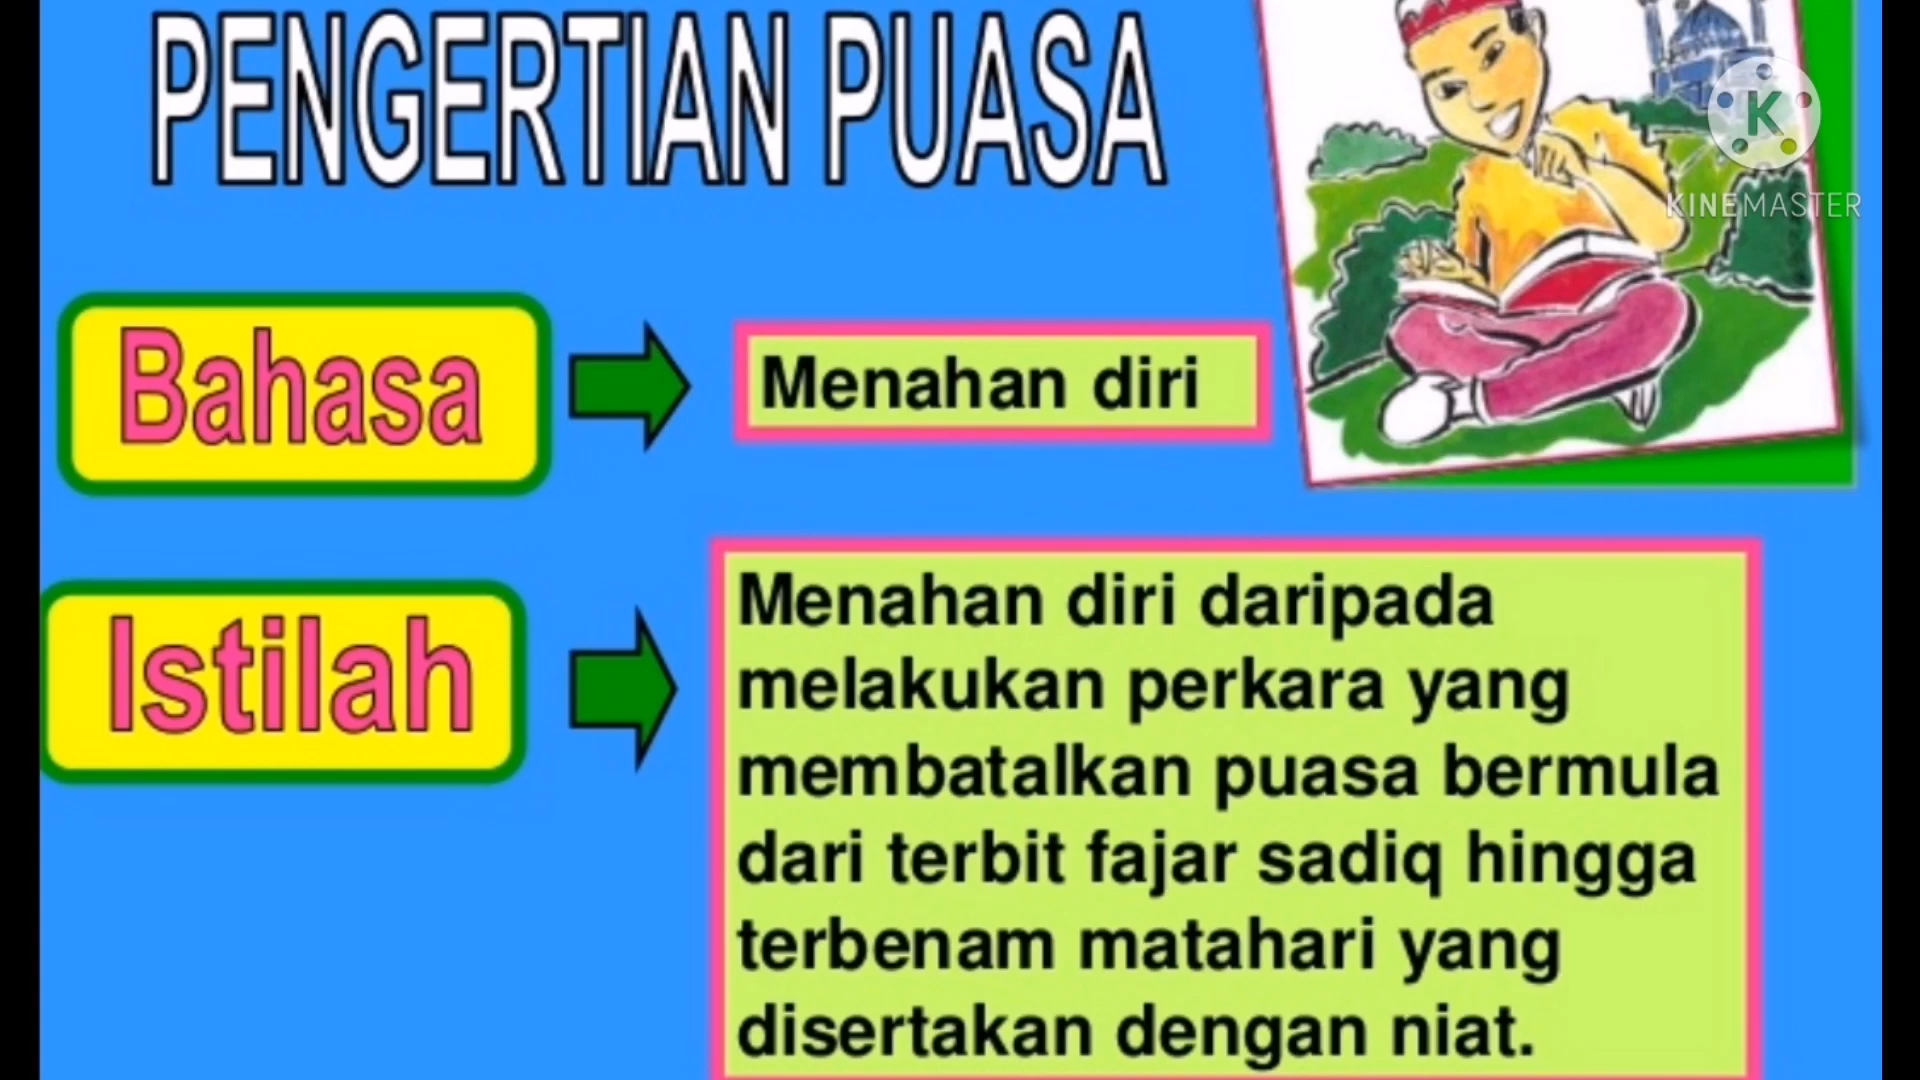 PENGERTIAN PUASA
K
KINEMASTER
Bahasa
Menahan diri
Istilah
Menahan diri daripada
melakukan perkara yang
membatalkan puasa bermula
dari terbit fajar sadiq hingga
terbenam matahari yang
disertakan dengan niat.